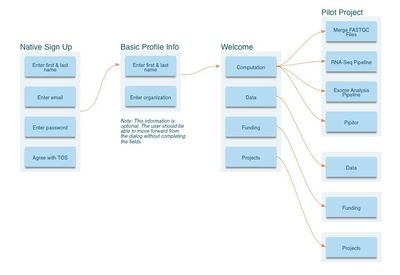 Pilot Project
Native Sign Up
Basic Profile Info
Welcome
Enter first & last
name
Enter email
Enter password
Agree with TOS
Enter first & last
name
Enter organization
Note: This information is
optional. The user should be
able to move forward from
the dialog without completing
the fields.
Computation
Data
Funding
Projects
Merge FASTQC
Files
RNA-Seq Pipeline
Exome Analysis
Pipeline
Pipitor
Data
Funding
Projects